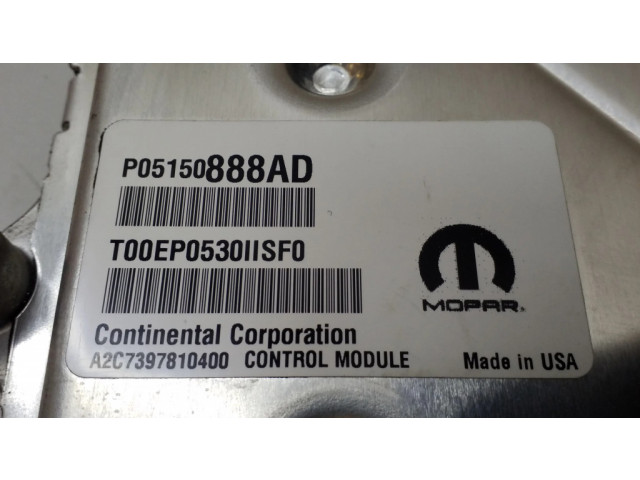 P05150888AD
T00EP0530IISF0
MOPAR
Continental Corporation
A2C7397810400 CONTROL MODULE Made in USA